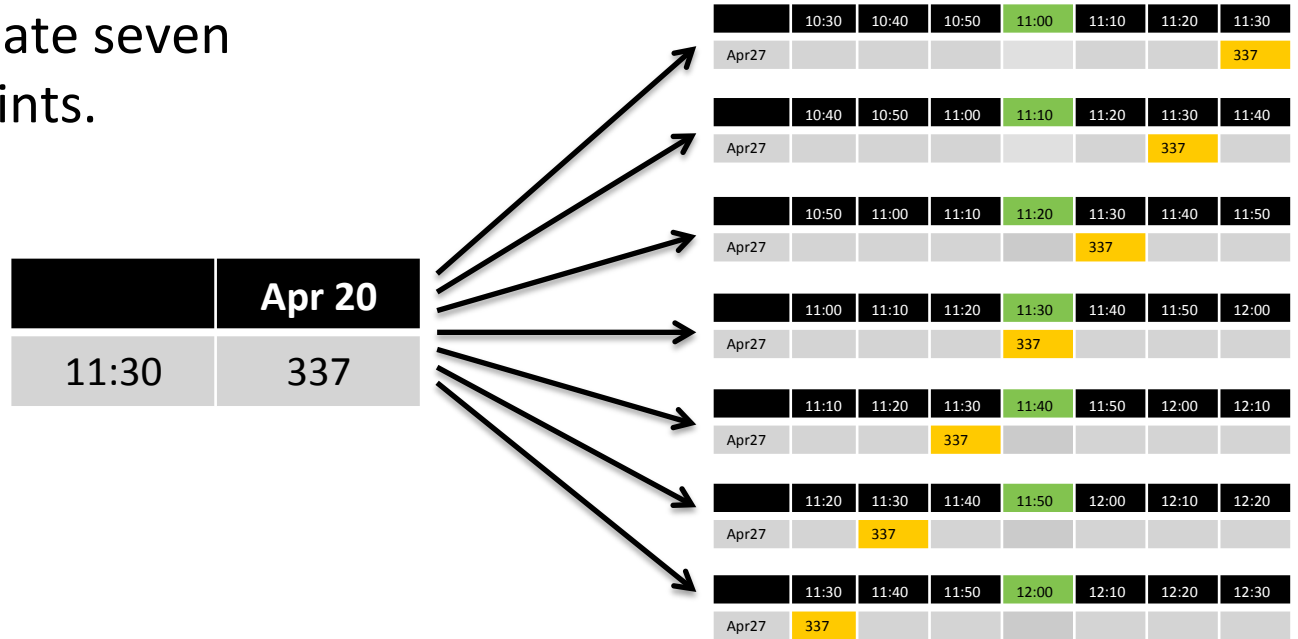 ate seven
ints.
Apr 20
11:30 337
10:30 10:40 10:50 11:00 11:10 11:20 11:30
Apr27 337
10:40 10:50 11:00 11:10 11:20 11:30 11:40
Apr27 337
10:50 11:00 11:10 11:20 11:30 11:40 11:50
Apr27 337
11:00 11:10 11:20 11:30 11:40 11:50 12:00
Apr27 337
11:10 11:20 11:30 11:40 11:50 12:00 12:10
Apr27 337
11:20 11:30 11:40 11:50 12:00 12:10 12:20
Apr27 337
11:30 11:40 11:50 12:00 12:10 12:20 12:30
Apr27 337